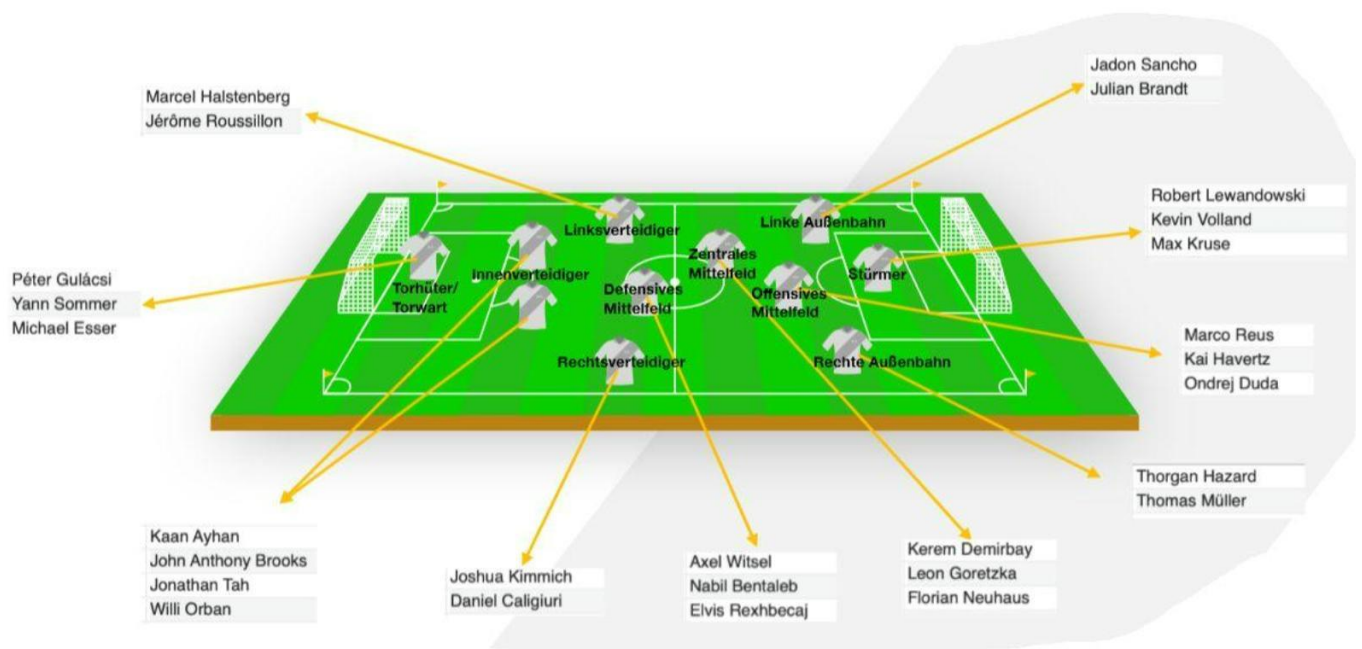 Jadon Sancho
Julian Brandt
Marcel Halstenberg
Jérôme Roussillon
Robert Lewandowski
Kevin Volland
Max Kruse
Linksverteidiger
Linke Außenbahn
Zentrales
Mittelfeld
Innenverteidiger
Stürmer
Torhüter/
Torwart
Defensives
Mittelfeld
Offensives
Mittelfeld
Péter Gulácsi
Yann Sommer
Michael Esser
Rechtsverteidiger
Rechte Außenbahn
Marco Reus
Kai Havertz
Ondrej Duda
Thorgan Hazard
Thomas Müller
Kaan Ayhan
John Anthony Brooks
Jonathan Tah
Willi Orban
Joshua Kimmich
Daniel Caligiuri
Axel Witsel
Nabil Bentaleb
Elvis Rexhbecaj
Kerem Demirbay
Leon Goretzka
Florian Neuhaus